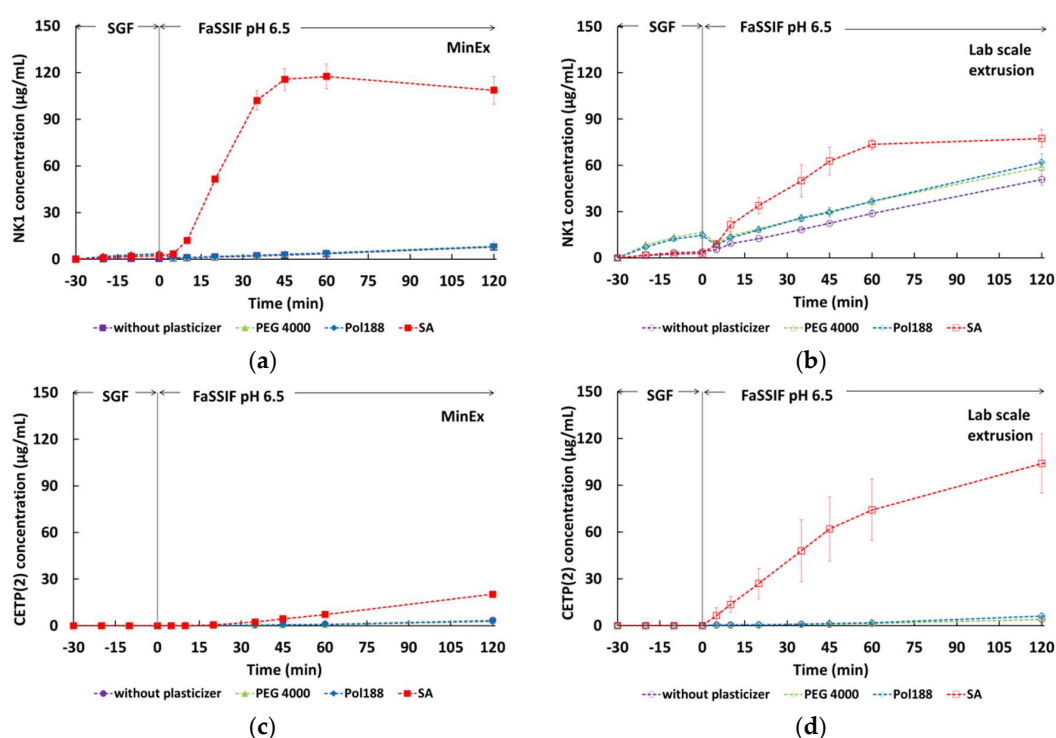 SGF FaSSIF pH 6.5
MinEx
NK1 concentration (µg/mL)
150
120
90
60
30
0
-30 -15 0 15 30 45 60 75 90 105 120
Time (min)
without plasticizer PEG 4000 Pol188 SA
(a)
SGF FaSSIF pH 6.5
Lab scale
extrusion
NK1 concentration (µg/mL)
150
120
90
60
30
0
-30 -15 0 15 30 45 60 75 90 105 120
Time (min)
without plasticizer PEG 4000 Pol188 SA
(b)
SGF FaSSIF pH 6.5
MinEx
CETP(2) concentration (µg/mL)
150
120
90
60
30
0
-30 -15 0 15 30 45 60 75 90 105 120
Time (min)
without plasticizer PEG 4000 Pol188 SA
(c)
SGF FaSSIF pH 6.5
Lab scale
extrusion
CETP(2) concentration (µg/mL)
150
120
90
60
30
0
-30 -15 0 15 30 45 60 75 90 105 120
Time (min)
without plasticizer PEG 4000 Pol188 SA
(d)